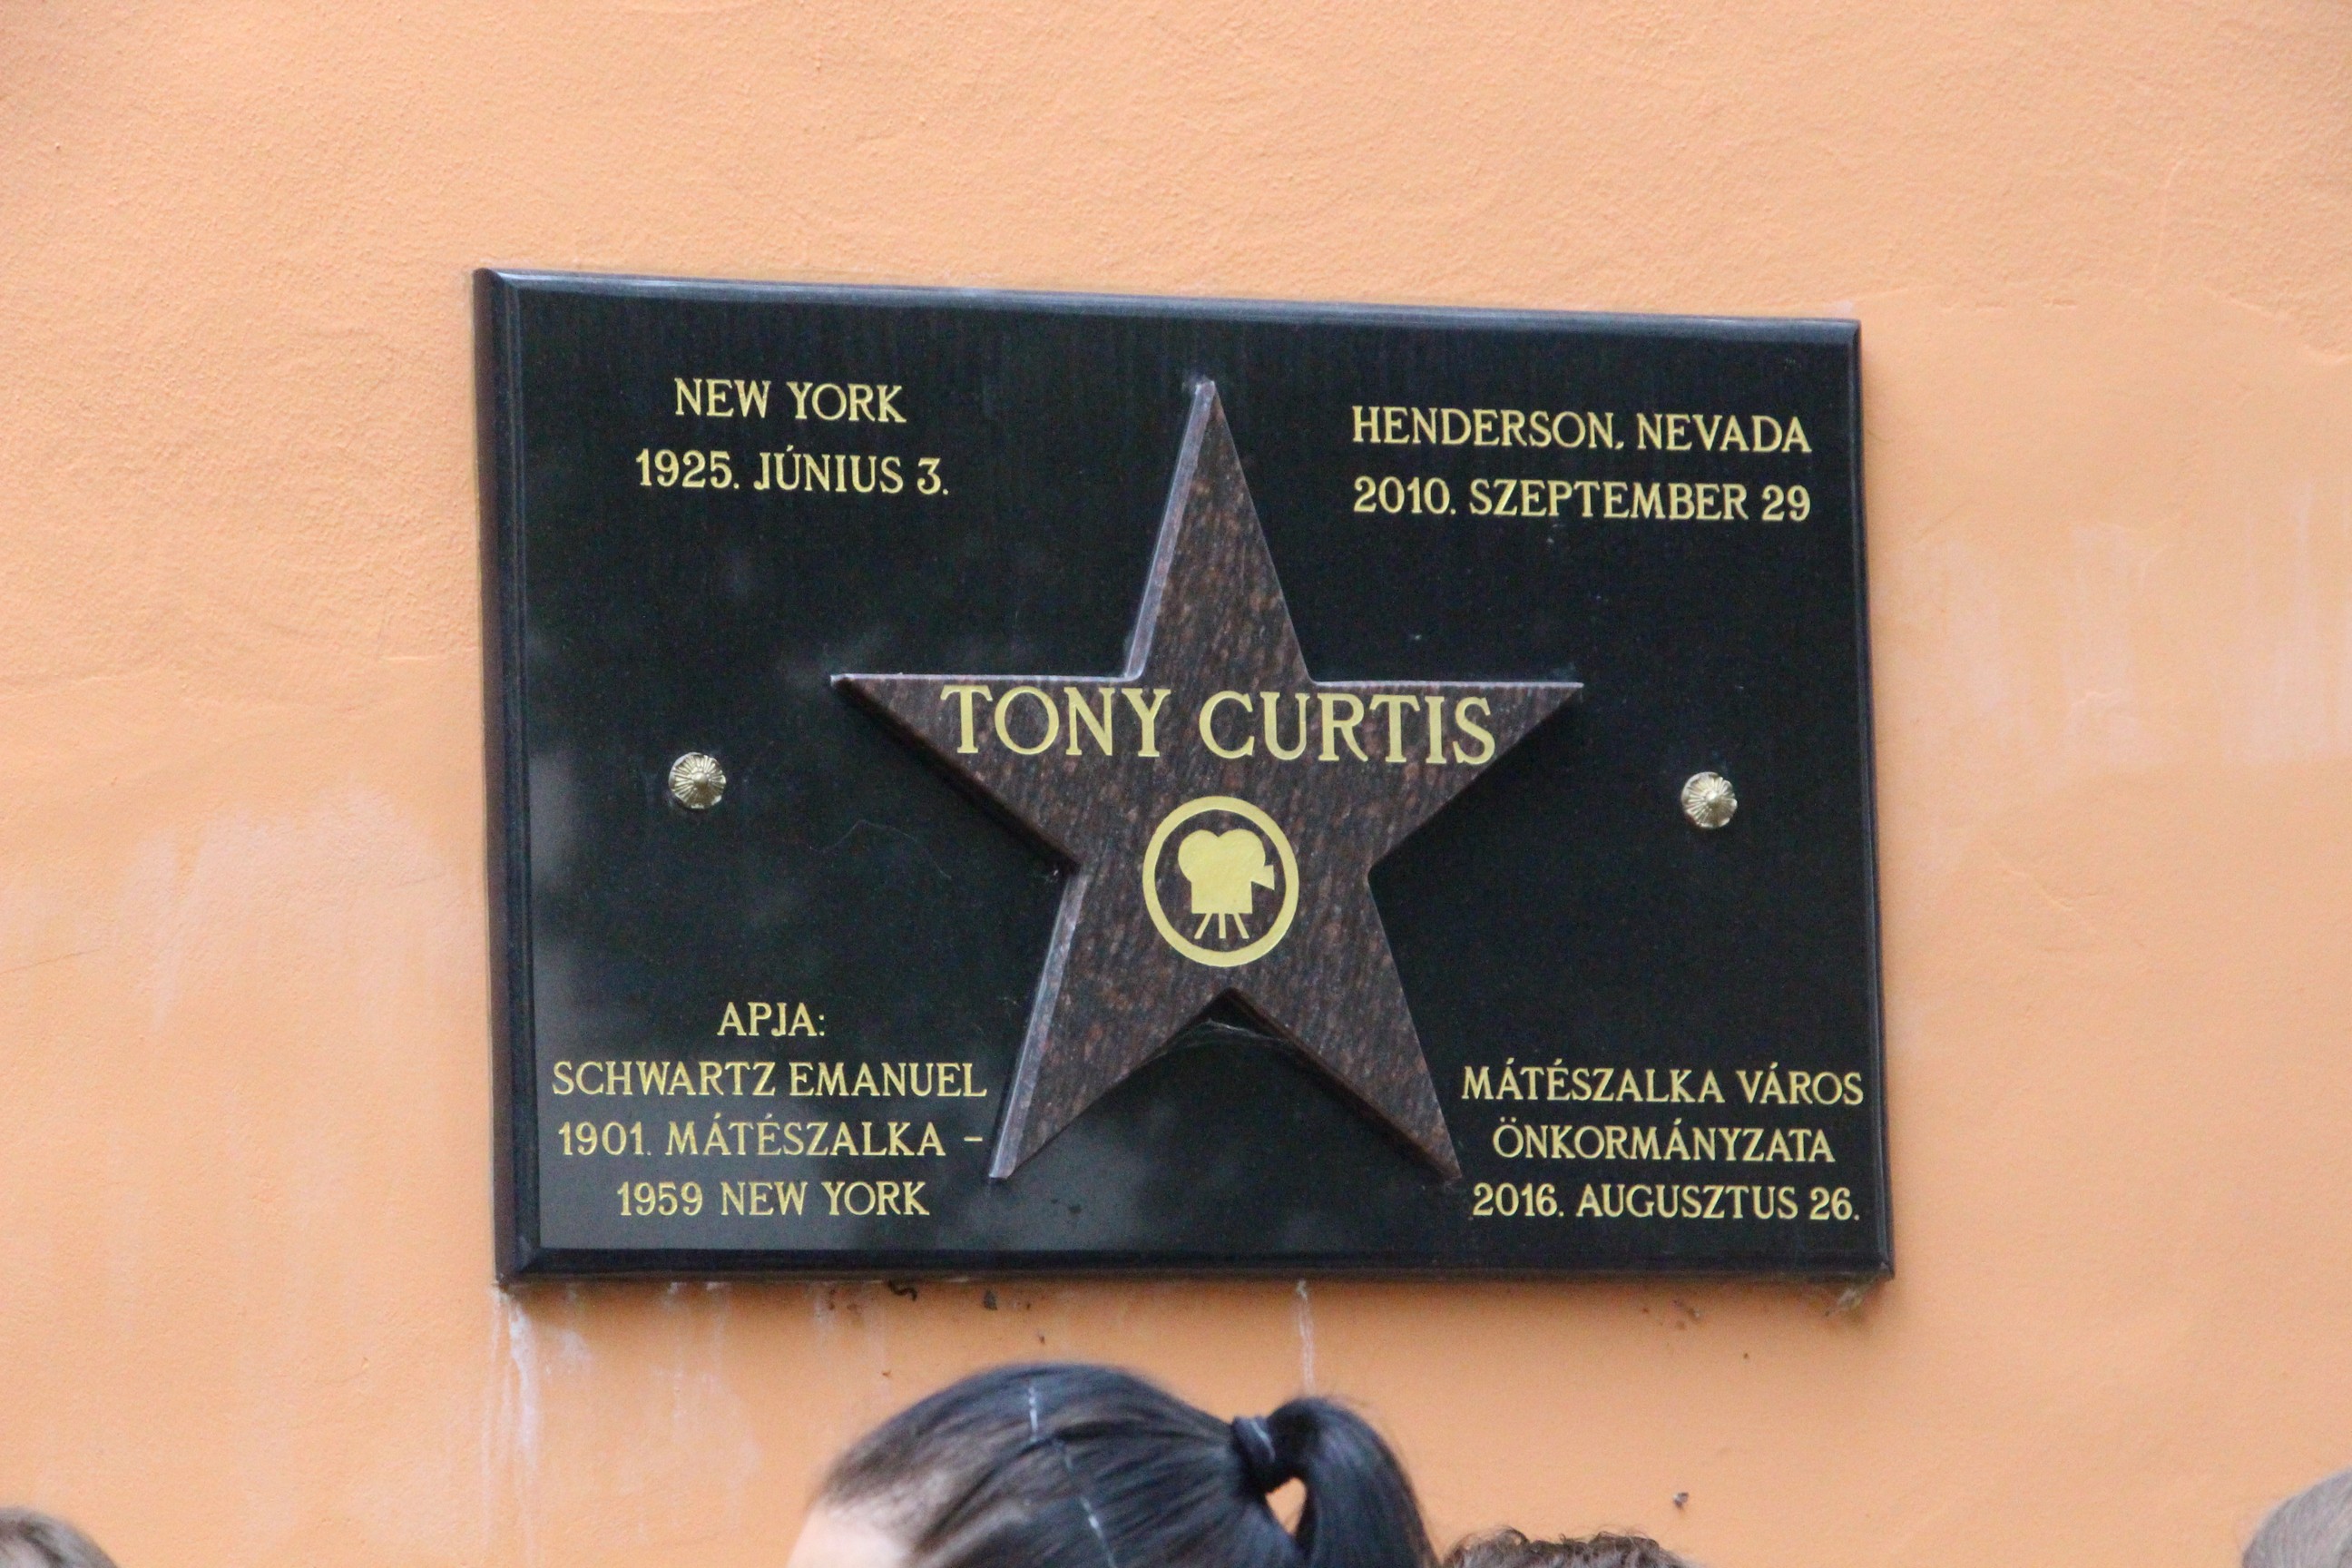 NEW YORK
1925. JÚNIUS 3.
HENDERSON, NEVADA
2010. SZEPTEMBER 29
TONY CURTIS
APJA:
SCHWARTZ EMANUEL
1901. MÁTÉSZALKA –
1959 NEW YORK
MÁTÉSZALKA VÁROS
ÖNKORMÁNYZATA
2016. AUGUSZTUS 26.